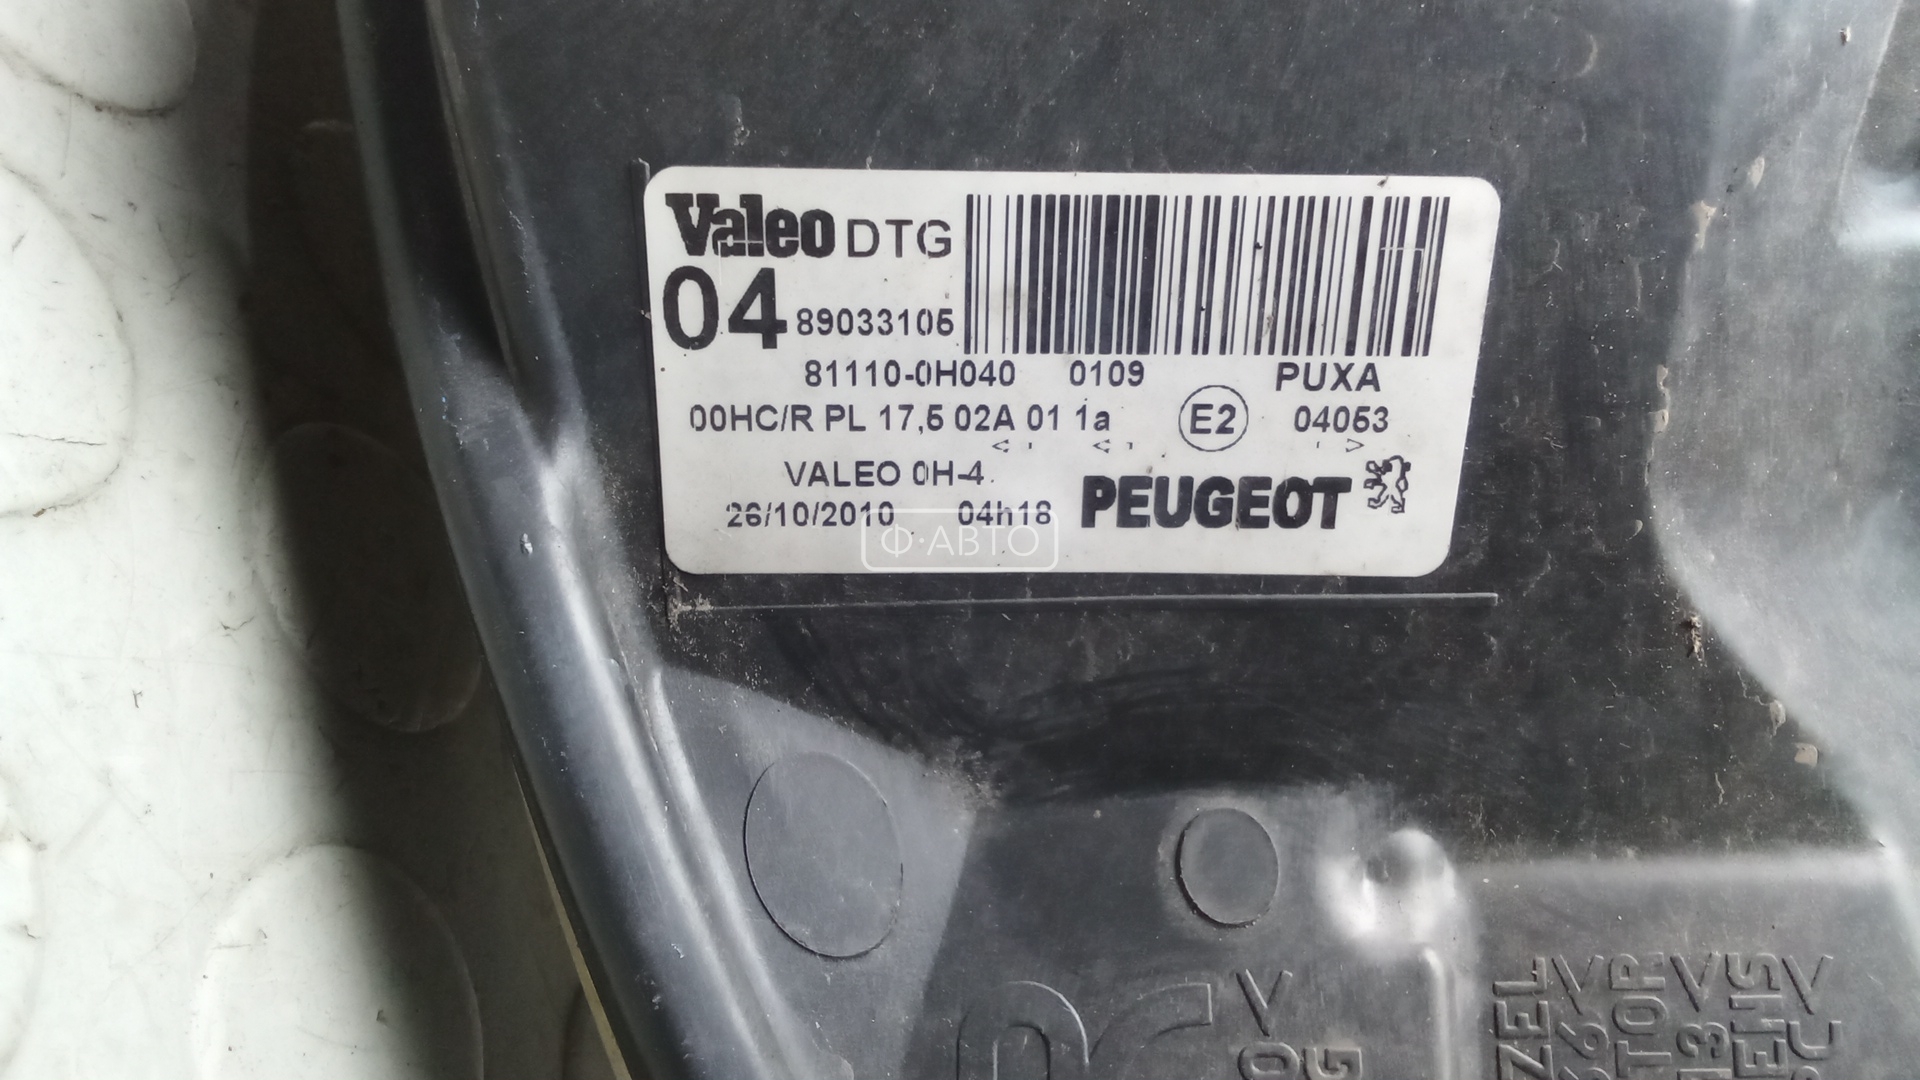 Valeo DTG
04 89033105
81110-0H040 0109 PUXA
00HC/R PL 17,5 02A 01 1a E2 04053
VALEO 0H-4
26/10/2010 04h18 PEUGEOT
Ф·АВТО